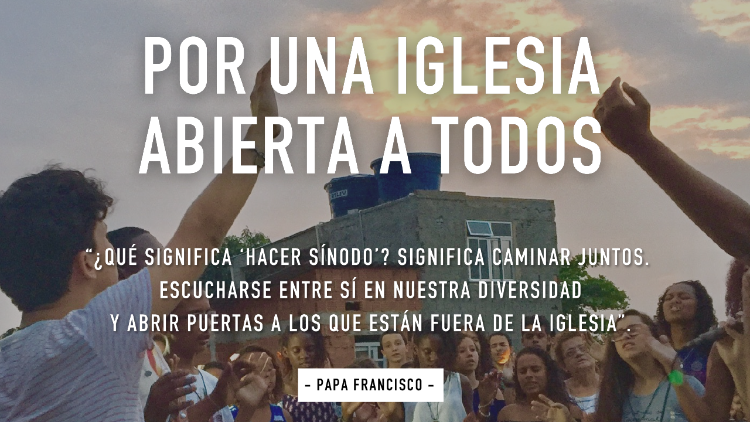 POR UNA IGLESIA
ABIERTA A TODOS
“¿QUÉ SIGNIFICA ‘HACER SÍNODO’? SIGNIFICA CAMINAR JUNTOS.
ESCUCHARSE ENTRE SÍ EN NUESTRA DIVERSIDAD
Y ABRIR PUERTAS A LOS QUE ESTÁN FUERA DE LA IGLESIA”.
- PAPA FRANCISCO -